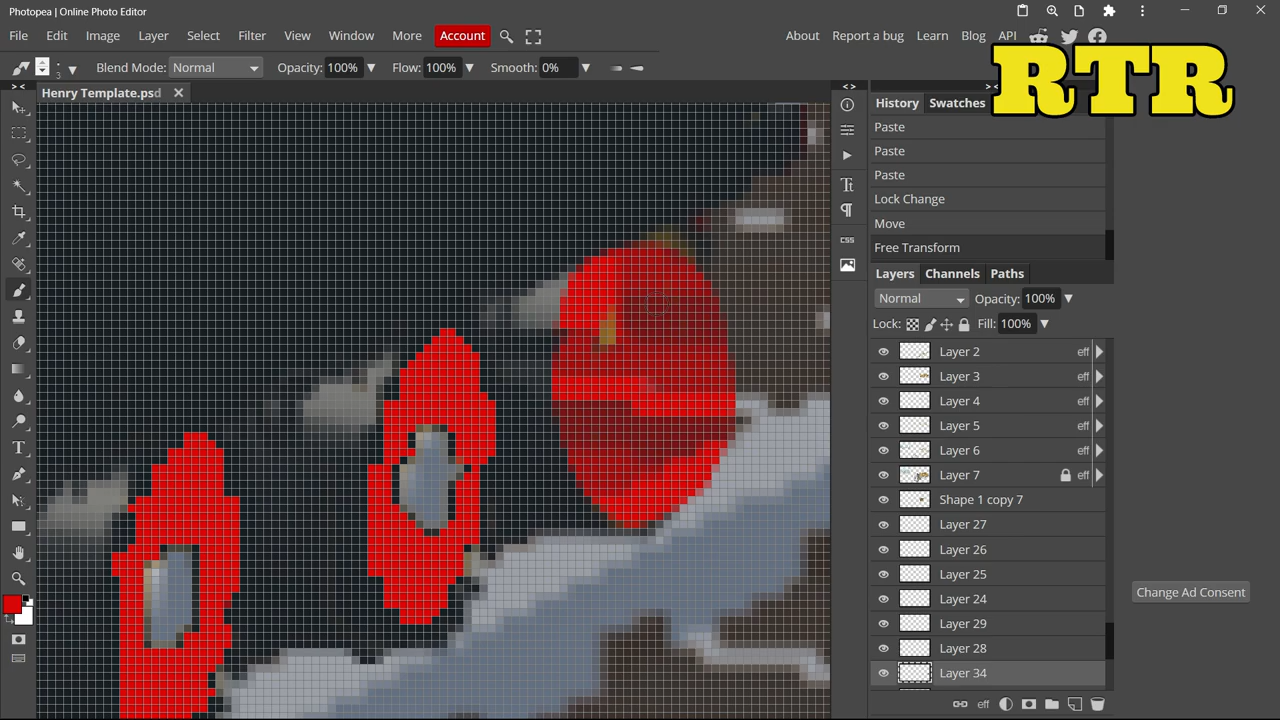 Photopea | Online Photo Editor
File Edit Image Layer Select Filter View Window More Account
About Report a bug Learn Blog API
RTR
3 Blend Mode: Normal Opacity: 100% Flow: 100% Smooth: 0%
Henry Template.psd
History Swatches
Paste
Paste
Paste
Lock Change
Move
Free Transform
CSS
Layers Channels Paths
Normal Opacity: 100%
Lock: Fill: 100%
Layer 2 eff
Layer 3 eff
Layer 4 eff
Layer 5 eff
Layer 6 eff
Layer 7 eff
Shape 1 copy 7
Layer 27
Layer 26
Layer 25
Layer 24
Layer 29
Layer 28
Layer 34
eff
Change Ad Consent